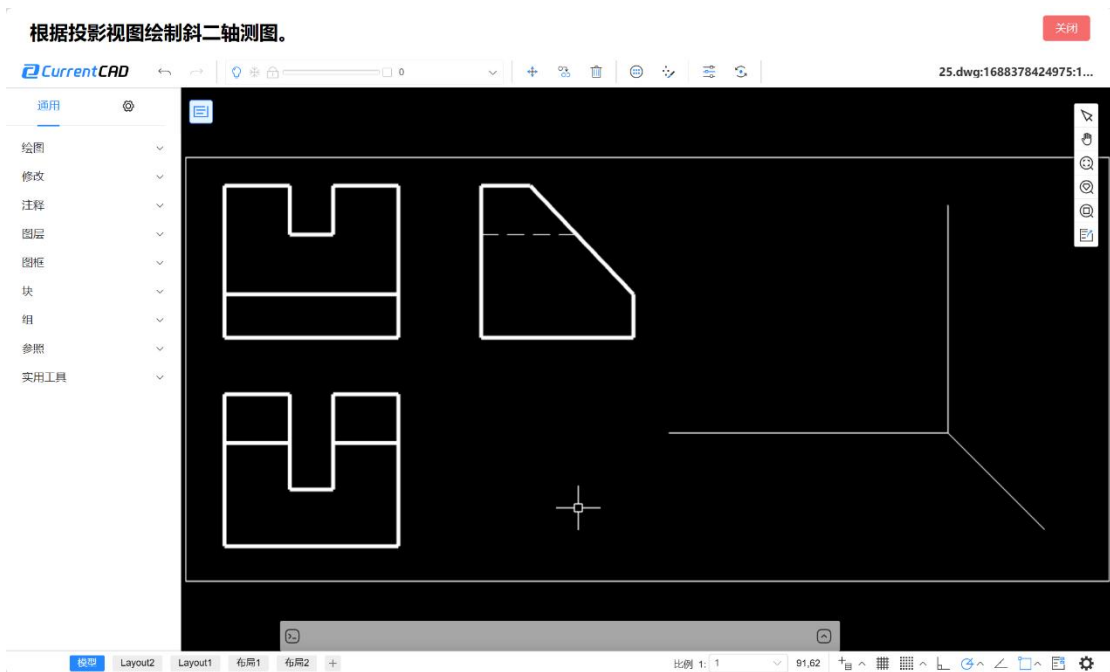 根据投影视图绘制斜二轴测图。
关闭
CurrentCAD
0
25.dwg:1688378424975:1...
通用
绘图
修改
注释
图层
图框
块
组
参照
实用工具
模型 Layout2 Layout1 布局1 布局2 +
比例 1: 1 91,62